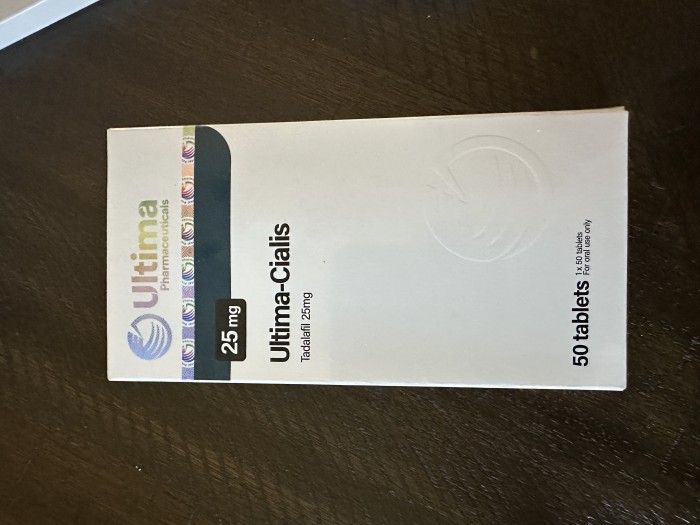 Ultima
Pharmaceuticals
25 mg
Ultima-Cialis
Tadalafil 25mg
50 tablets
1 x 50 tablets
For oral use only